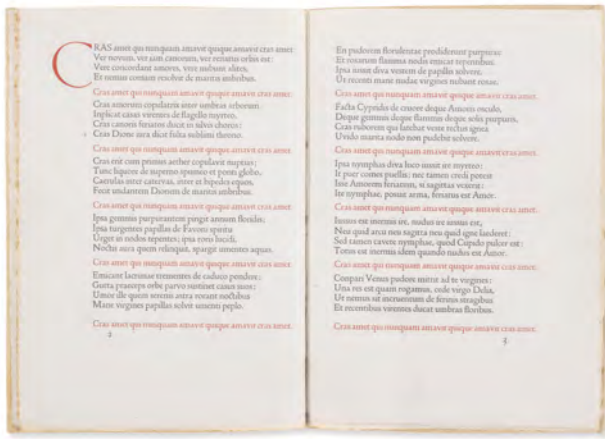 CRAS amet qui nunquam amavit quique amavit cras amet
Ver novum, ver iam canorum, ver renatus orbis est:
Vere concordant amores, vere nubunt alites,
Et nemus comam resolvit de maritis imbribus.
Cras amet qui nunquam amavit quique amavit cras amet.
Cras amorum copulatrix inter umbras arborum
Inplicat casas virentes de flagello myrteo,
Cras canoris feriatos ducit in silvis choros:
Cras Dione iura dicit fulta sublimi throno.
Cras amet qui nunquam amavit quique amavit cras amet.
Cras erit cum primus aether copulavit nuptias;
Tunc liquore de superno spumeo et ponti globo,
Caerulas inter catervas, inter et bipedes equos,
Fecit undantem Dionem de maritis imbribus.
Cras amet qui nunquam amavit quique amavit cras amet.
Ipsa gemmis purpurantem pingit annum floridis;
Ipsa turgentes papillas de Favoni spiritu
Urget in nodos tepentes; ipsa roris lucidi,
Noctis aura quem relinquit, spargit umentes aquas.
Cras amet qui nunquam amavit quique amavit cras amet.
Emicant lacrimae trementes de caduco pondere:
Gutta praeceps orbe parvo sustinet casus suos:
Umor ille quem serenis astra rorant noctibus
Mane virgines papillas solvit umenti peplo.
Cras amet qui nunquam amavit quique amavit cras amet.
2
En pudorem florulentae prodiderunt purpurae
Et rosarum flamma nodis emicat tepentibus.
Ipsa iussit diva vestem de papillis solvere,
Ut recenti mane nudae virgines nubant rosae.
Cras amet qui nunquam amavit quique amavit cras amet.
Facta Cypridis de cruore deque Amoris osculo,
Deque gemmis deque flammis deque solis purpuris,
Cras ruborem qui latebat veste tectus ignea
Uvido marita nodo non pudebit solvere.
Cras amet qui nunquam amavit quique amavit cras amet.
Ipsa nymphas diva luco iussit ire myrteo:
It puer comes puellis; nec tamen credi potest
Isse Amorem feriatum, si sagittas vexerit:
Ite nymphae, posuit arma, feriatus est Amor.
Cras amet qui nunquam amavit quique amavit cras amet.
Iussus est inermis ire, nudus ire iussus est,
Neu quid arcu neu sagitta neu quid igne laederet:
Sed tamen cavete nymphae, quod Cupido pulcer est:
Totus est inermis idem quando nudus est Amor.
Cras amet qui nunquam amavit quique amavit cras amet.
Conpari Venus pudore mittit ad te virgines:
Una res est quam rogamus, cede virgo Delia,
Ut nemus sit incruentum de ferinis stragibus
Et recentibus virentes ducat umbras floribus.
Cras amet qui nunquam amavit quique amavit cras amet.
3